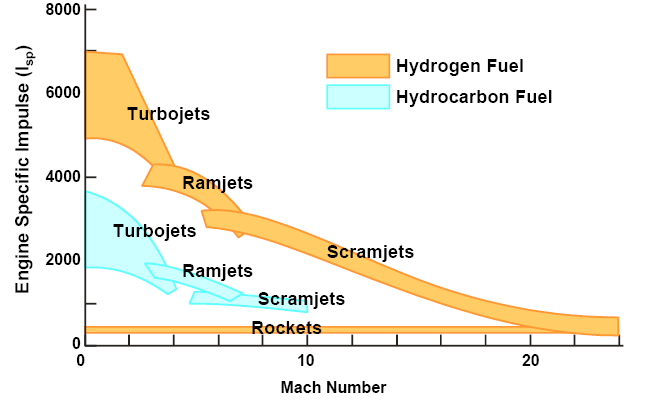 8000
6000
4000
2000
0
Engine Specific Impulse (Isp)
Hydrogen Fuel
Hydrocarbon Fuel
Turbojets
Ramjets
Scramjets
Turbojets
Ramjets
Scramjets
Rockets
0
10
20
Mach Number